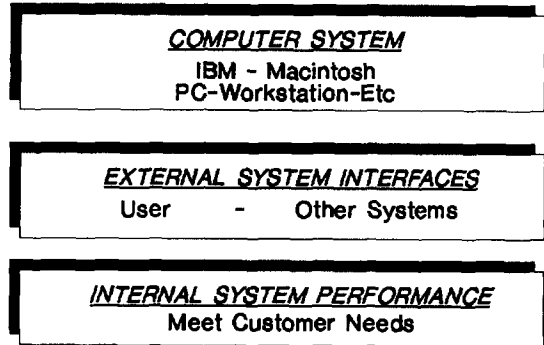 COMPUTER SYSTEM
IBM - Macintosh
PC-Workstation-Etc
EXTERNAL SYSTEM INTERFACES
User - Other Systems
INTERNAL SYSTEM PERFORMANCE
Meet Customer Needs